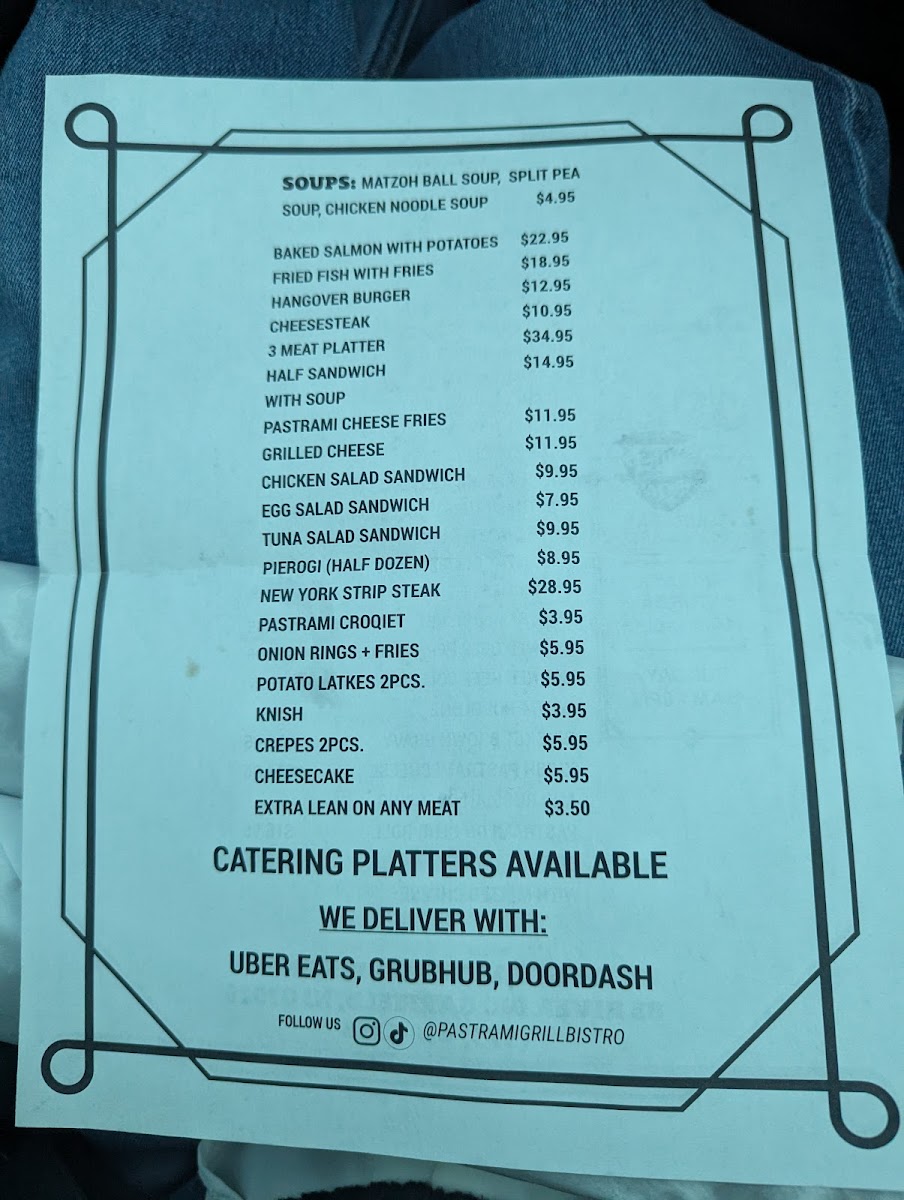 SOUPS: MATZOH BALL SOUP, SPLIT PEA
SOUP, CHICKEN NOODLE SOUP $4.95
BAKED SALMON WITH POTATOES $22.95
FRIED FISH WITH FRIES $18.95
HANGOVER BURGER $12.95
CHEESESTEAK $10.95
3 MEAT PLATTER $34.95
HALF SANDWICH $14.95
WITH SOUP
PASTRAMI CHEESE FRIES $11.95
GRILLED CHEESE $11.95
CHICKEN SALAD SANDWICH $9.95
EGG SALAD SANDWICH $7.95
TUNA SALAD SANDWICH $9.95
PIEROGI (HALF DOZEN) $8.95
NEW YORK STRIP STEAK $28.95
PASTRAMI CROQIET $3.95
ONION RINGS + FRIES $5.95
POTATO LATKES 2PCS. $5.95
KNISH $3.95
CREPES 2PCS. $5.95
CHEESECAKE $5.95
EXTRA LEAN ON ANY MEAT $3.50
CATERING PLATTERS AVAILABLE
WE DELIVER WITH:
UBER EATS, GRUBHUB, DOORDASH
FOLLOW US @PASTRAMIGRILLBISTRO